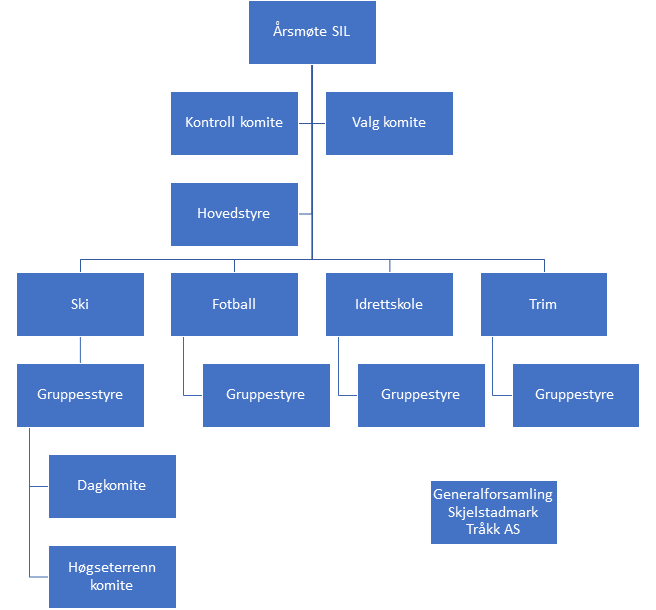 Årsmøte SIL
Kontroll komite
Valg komite
Hovedstyre
Ski
Fotball
Idrettskole
Trim
Gruppesstyre
Gruppestyre
Gruppestyre
Gruppestyre
Dagkomite
Generalforsamling
Skjelstadmark
Tråkk AS
Høgseterrenn
komite